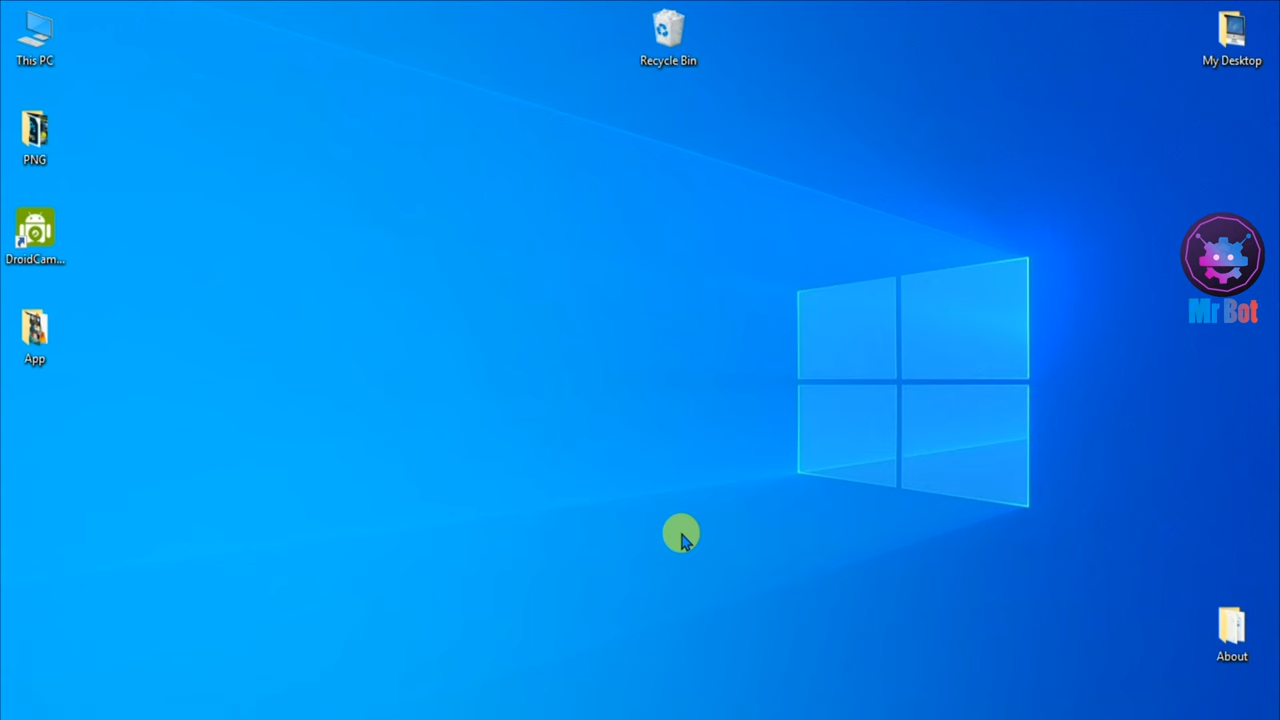 This PC
Recycle Bin
My Desktop
PNG
DroidCam...
Mr Bot
App
About